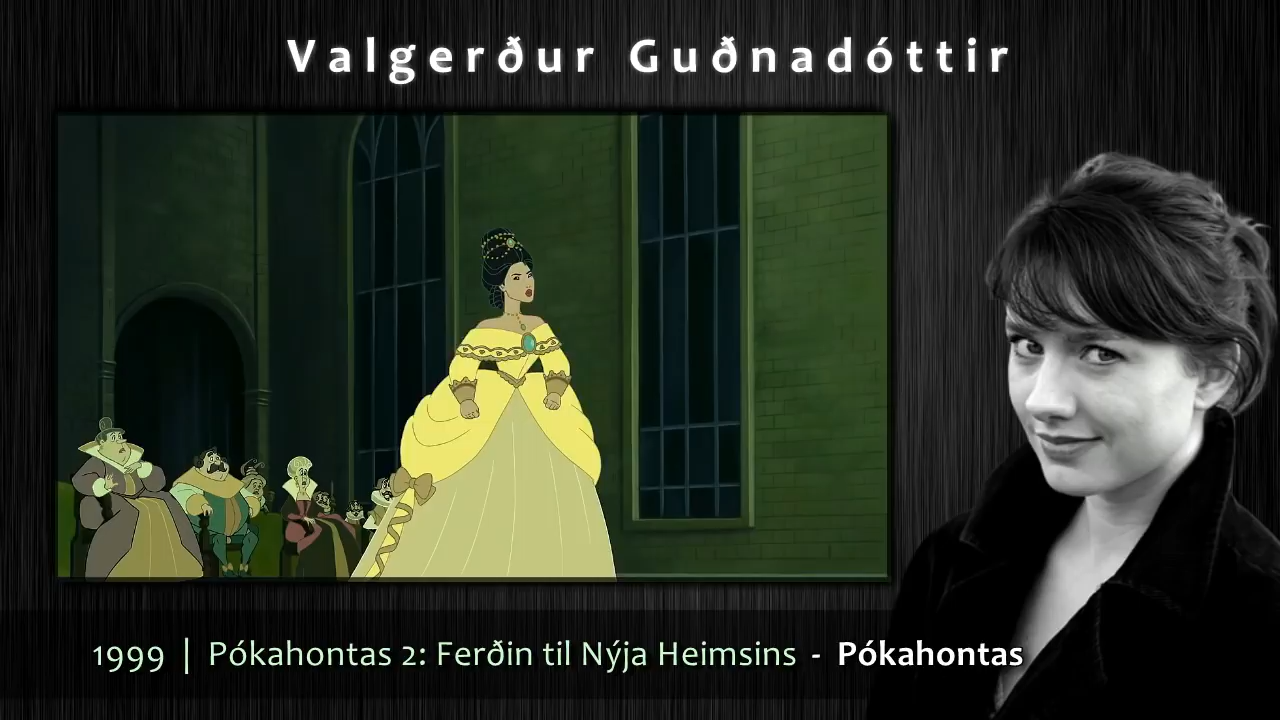 Valgerður Guðnadóttir
1999 | Pókahontas 2: Ferðin til Nýja Heimsins - Pókahontas